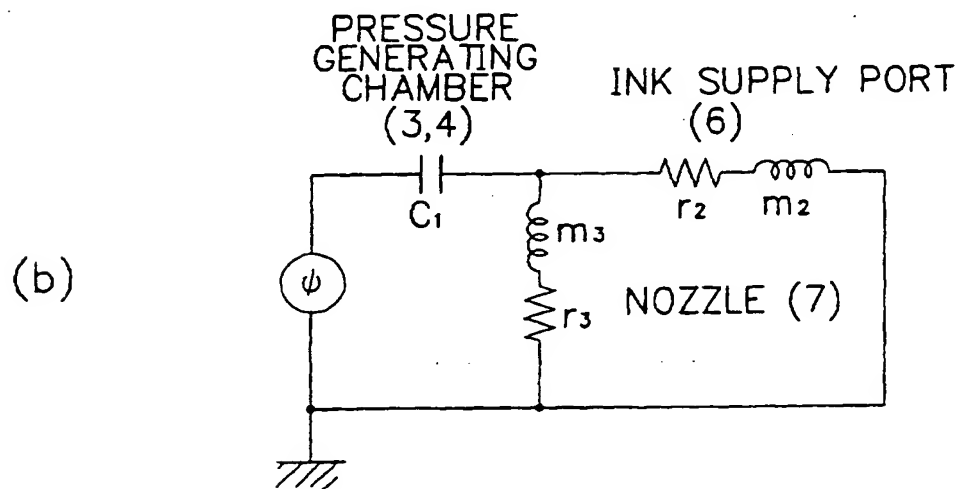 PRESSURE
GENERATING
CHAMBER
(3,4)
INK SUPPLY PORT
(6)
C1
r2
m2
m3
(b)
ψ
r3
NOZZLE (7)